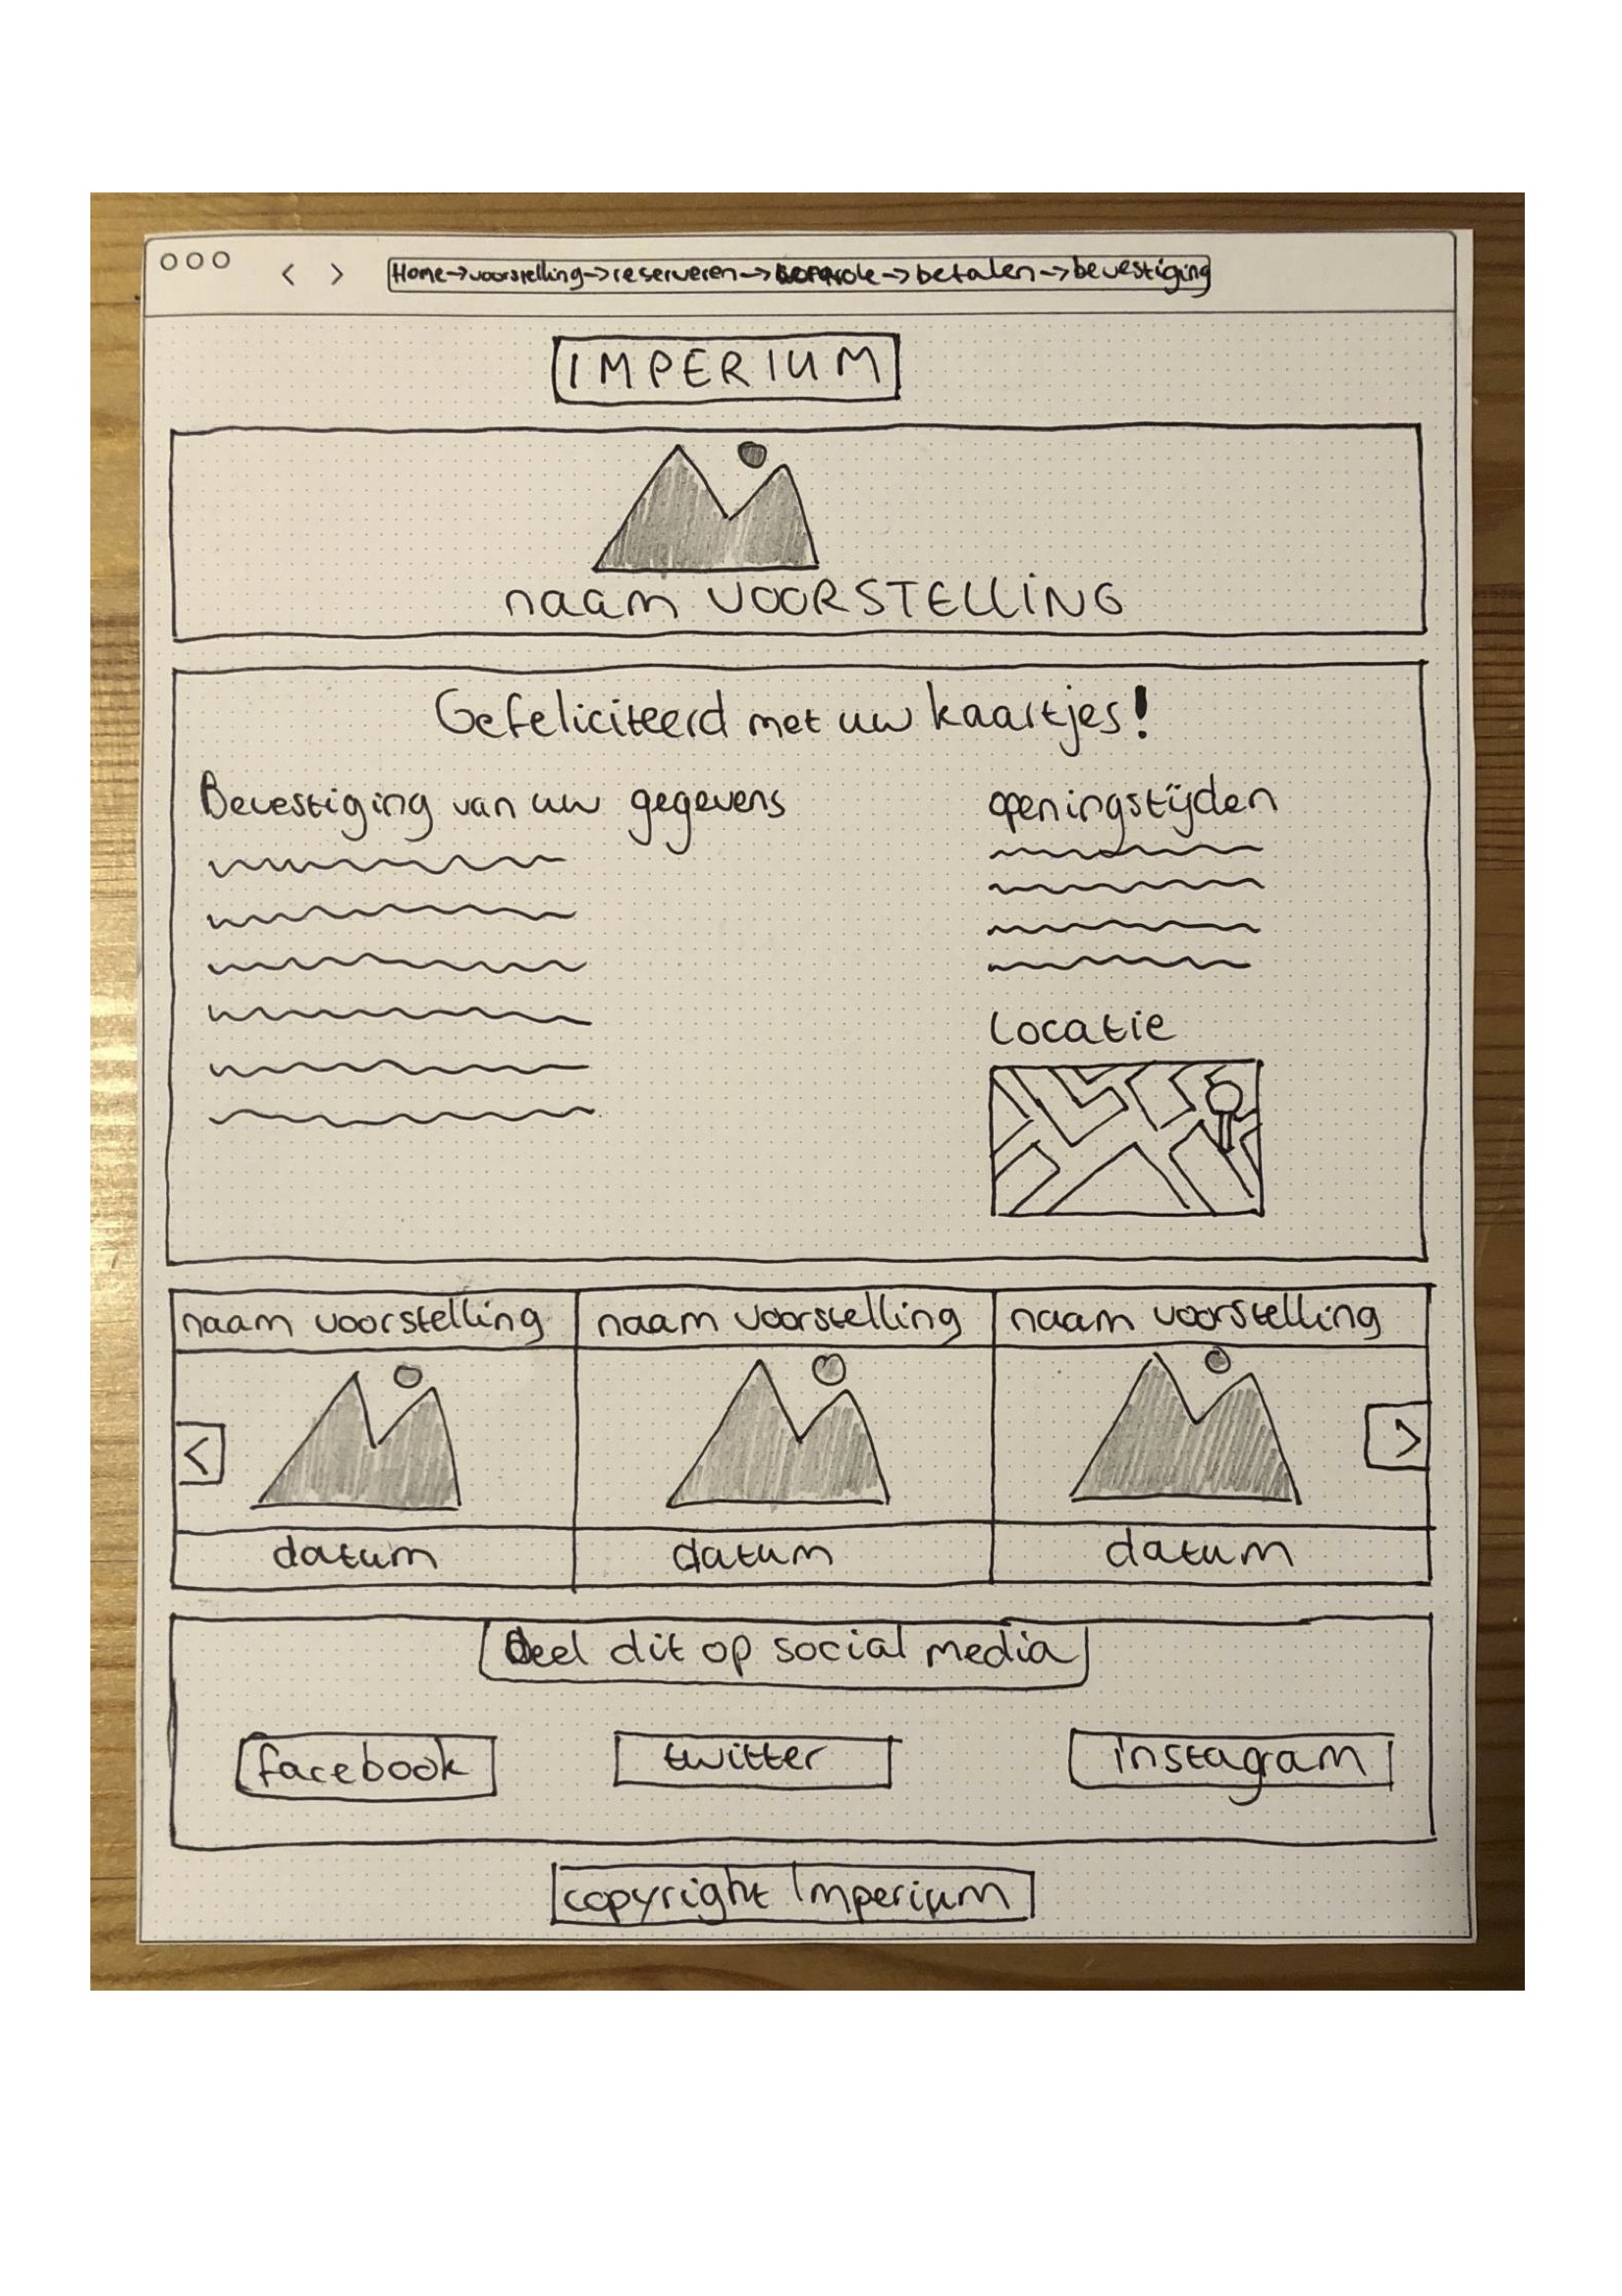 Home→voorstelling→reserveren→controle→betalen→bevestiging
IMPERIUM
naam VOORSTELLING
Gefeliciteerd met uw kaartjes!
Bevestiging van uw gegevens
openingstijden
Locatie
naam voorstelling naam voorstelling naam voorstelling
< >
datum datum datum
Deel dit op social media
facebook twitter instagram
copyright Imperium